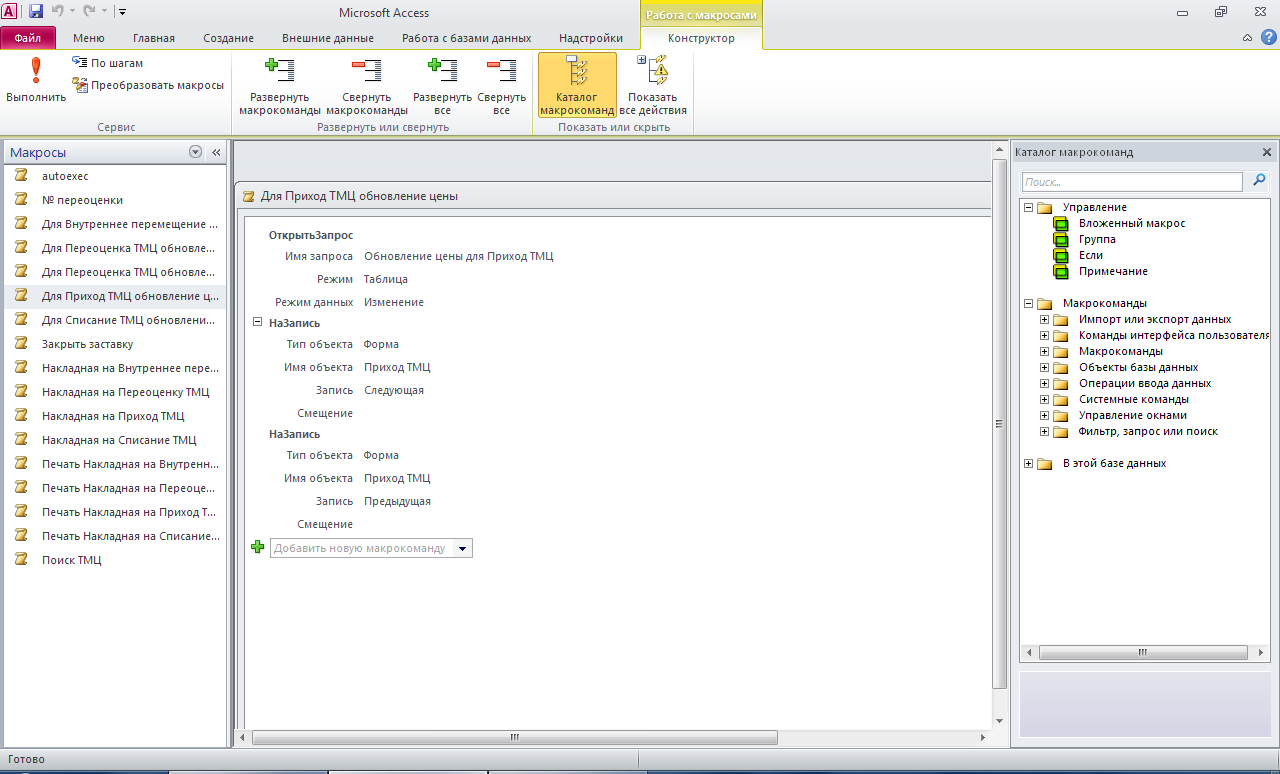 Microsoft Access
Работа с макросами
Файл
Меню
Главная
Создание
Внешние данные
Работа с базами данных
Надстройки
Конструктор
Выполнить
По шагам
Преобразовать макросы
Сервис
Развернуть
макрокоманды
Свернуть
макрокоманды
Развернуть
все
Свернуть
все
Развернуть или свернуть
Каталог
макрокоманд
Показать
все действия
Показать или скрыть
Макросы
autoexec
№ переоценки
Для Внутреннее перемещение ...
Для Переоценка ТМЦ обновле...
Для Переоценка ТМЦ обновле...
Для Приход ТМЦ обновление ц...
Для Списание ТМЦ обновлени...
Закрыть заставку
Накладная на Внутреннее пере...
Накладная на Переоценку ТМЦ
Накладная на Приход ТМЦ
Накладная на Списание ТМЦ
Печать Накладная на Внутренн...
Печать Накладная на Переоце...
Печать Накладная на Приход Т...
Печать Накладная на Списание...
Поиск ТМЦ
Для Приход ТМЦ обновление цены
ОткрытьЗапрос
Имя запроса Обновление цены для Приход ТМЦ
Режим Таблица
Режим данных Изменение
НаЗапись
Тип объекта Форма
Имя объекта Приход ТМЦ
Запись Следующая
Смещение
НаЗапись
Тип объекта Форма
Имя объекта Приход ТМЦ
Запись Предыдущая
Смещение
Добавить новую макрокоманду
Каталог макрокоманд
Поиск...
Управление
Вложенный макрос
Группа
Если
Примечание
Макрокоманды
Импорт или экспорт данных
Команды интерфейса пользователя
Макрокоманды
Объекты базы данных
Операции ввода данных
Системные команды
Управление окнами
Фильтр, запрос или поиск
В этой базе данных
Готово